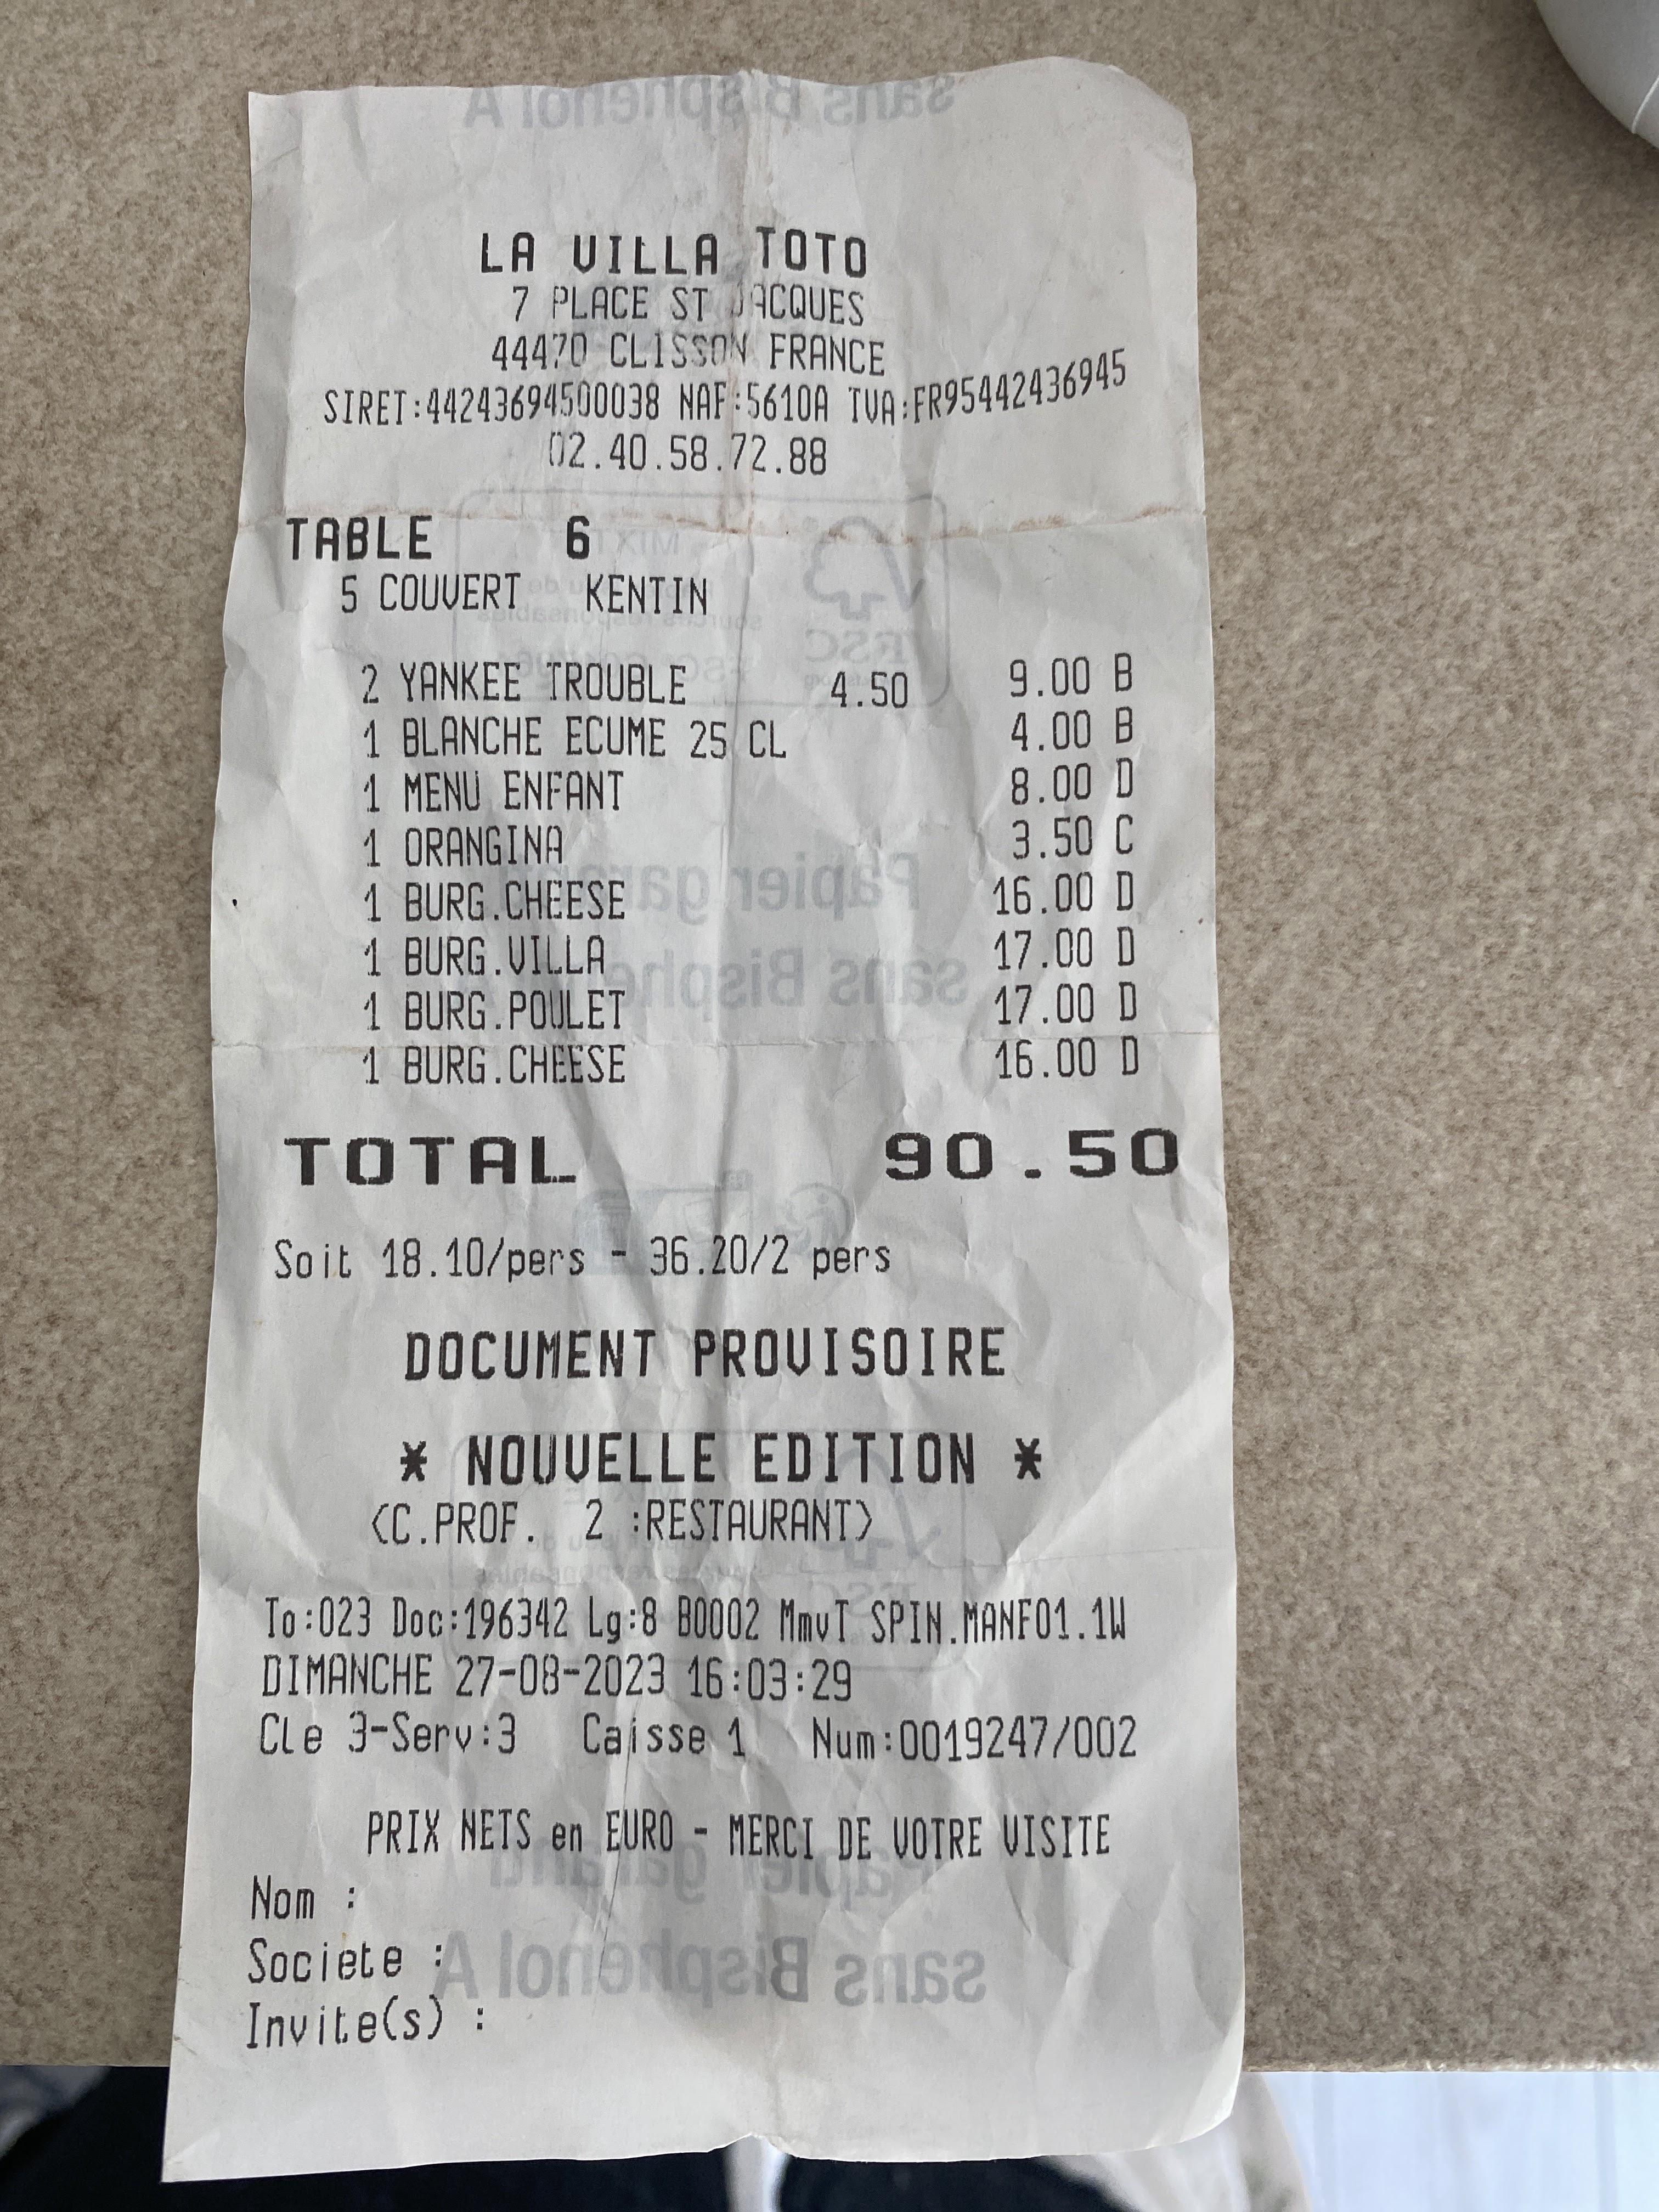 LA VILLA TOTO
7 PLACE ST JACQUES
44470 CLISSON FRANCE
SIRET:44243694500038 NAF:5610A TVA:FR95442436945
02.40.58.72.88
TABLE 6
5 COUVERT KENTIN
2 YANKEE TROUBLE 4.50 9.00 B
1 BLANCHE ECUME 25 CL 4.00 B
1 MENU ENFANT 8.00 D
1 ORANGINA 3.50 C
1 BURG.CHEESE 16.00 D
1 BURG.VILLA 17.00 D
1 BURG.POULET 17.00 D
1 BURG.CHEESE 16.00 D
TOTAL 90.50
Soit 18.10/pers - 36.20/2 pers
DOCUMENT PROVISOIRE
* NOUVELLE EDITION *
<C.PROF. 2 :RESTAURANT>
To:023 Doc:196342 Lg:8 B0002 MmvT SPIN.MANF01.1W
DIMANCHE 27-08-2023 16:03:29
Cle 3-Serv:3 Caisse 1 Num:0019247/002
PRIX NETS en EURO - MERCI DE VOTRE VISITE
Nom :
Societe :
Invite(s) :